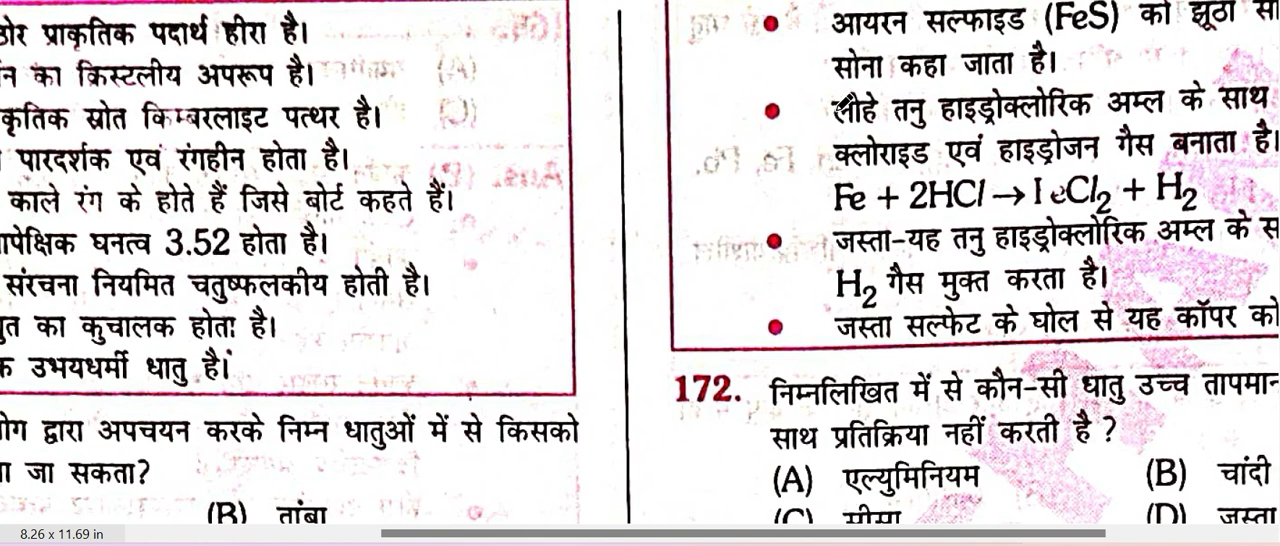 प्राकृतिक पदार्थ हीरा है।
का क्रिस्टलीय अपरूप है।
स्रोत किम्बरलाइट पत्थर है।
पारदर्शक एवं रंगहीन होता है।
काले रंग के होते हैं जिसे बोर्ट कहते हैं।
घनत्व 3.52 होता है।
संरचना नियमित चतुष्फलकीय होती है।
का कुचालक होता है।
उभयधर्मी धातु है।
द्वारा अपचयन करके निम्न धातुओं में से किसको
जा सकता?
(B) तांबा
आयरन सल्फाइड (FeS) को झूठा
सोना कहा जाता है।
लोहे तनु हाइड्रोक्लोरिक अम्ल के साथ
क्लोराइड एवं हाइड्रोजन गैस बनाता है।
Fe + 2HCl → FeCl₂ + H₂
जस्ता-यह तनु हाइड्रोक्लोरिक अम्ल के
H₂ गैस मुक्त करता है।
जस्ता सल्फेट के घोल से यह कॉपर को
172. निम्नलिखित में से कौन-सी धातु उच्च तापमान
साथ प्रतिक्रिया नहीं करती है ?
(A) एल्युमिनियम (B) चांदी
(C) सीसा (D) जस्ता
8.26 x 11.69 in